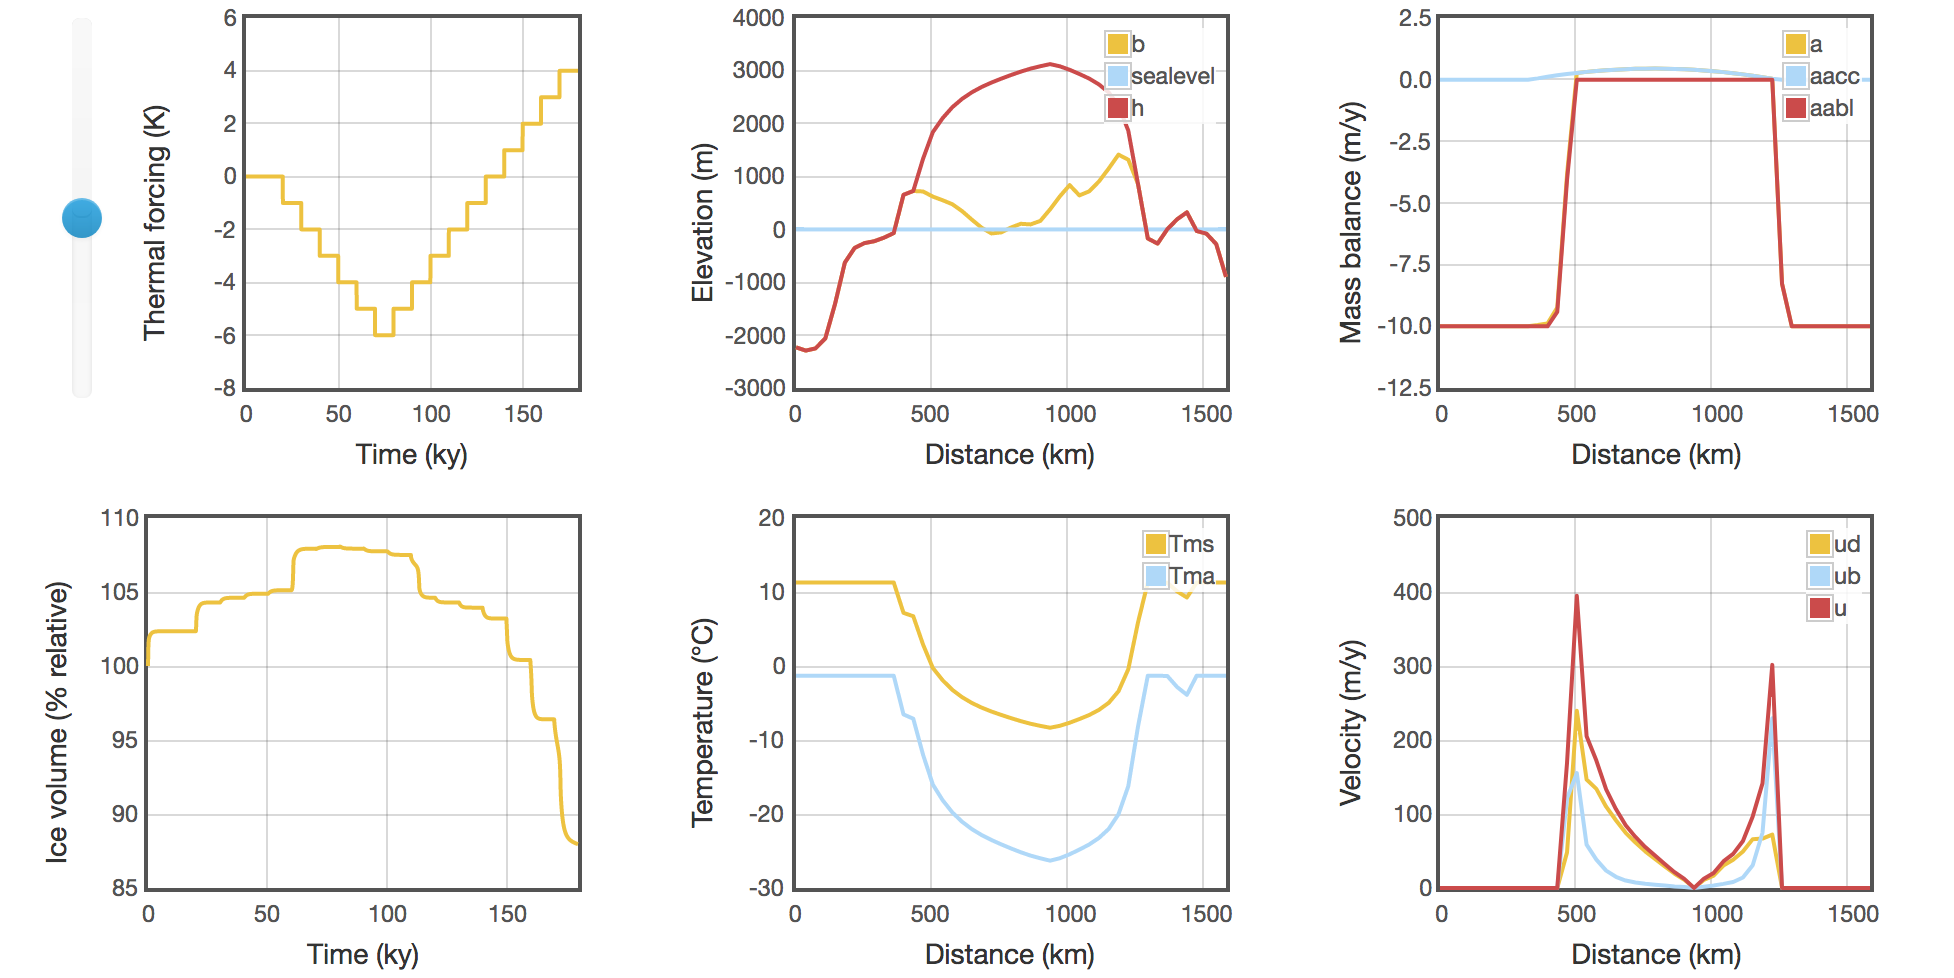 Thermal forcing (K)
6
4
2
0
-2
-4
-6
-8
0 50 100 150
Time (ky)
Elevation (m)
4000
3000
2000
1000
0
-1000
-2000
-3000
b
sealevel
h
0 500 1000 1500
Distance (km)
Mass balance (m/y)
2.5
0.0
-2.5
-5.0
-7.5
-10.0
-12.5
a
aacc
aabl
0 500 1000 1500
Distance (km)
Ice volume (% relative)
110
105
100
95
90
85
0 50 100 150
Time (ky)
Temperature (°C)
20
10
0
-10
-20
-30
Tms
Tma
0 500 1000 1500
Distance (km)
Velocity (m/y)
500
400
300
200
100
0
ud
ub
u
0 500 1000 1500
Distance (km)